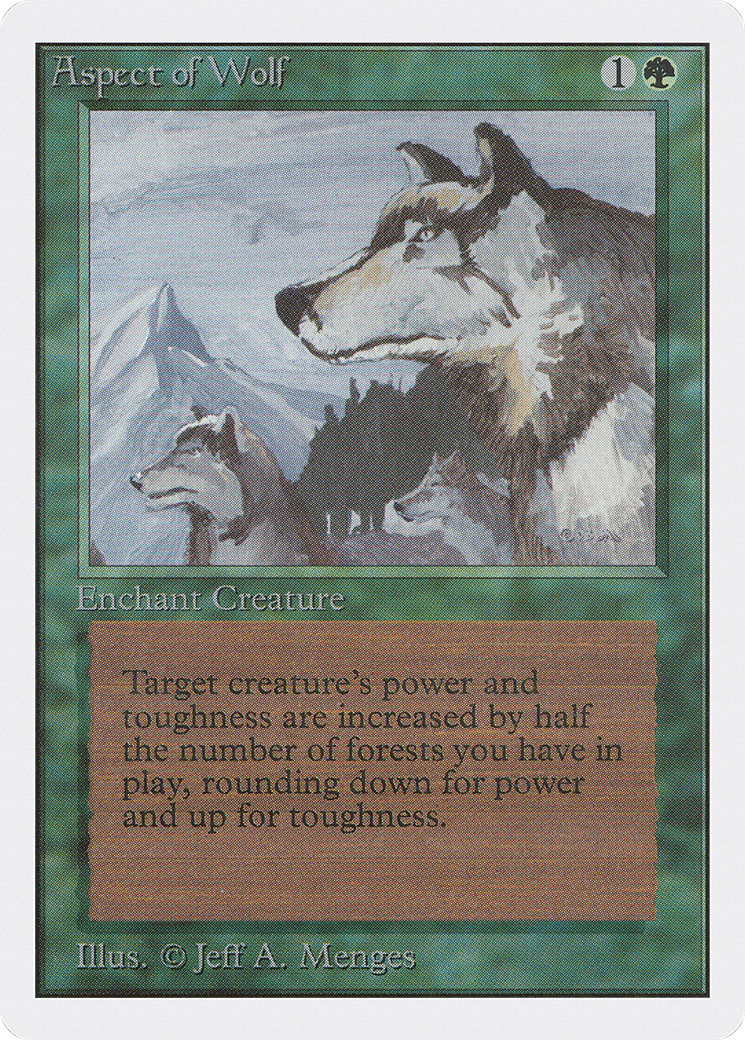 Aspect of Wolf 1
Enchant Creature
Target creature's power and
toughness are increased by half
the number of forests you have in
play, rounding down for power
and up for toughness.
Illus. © Jeff A. Menges